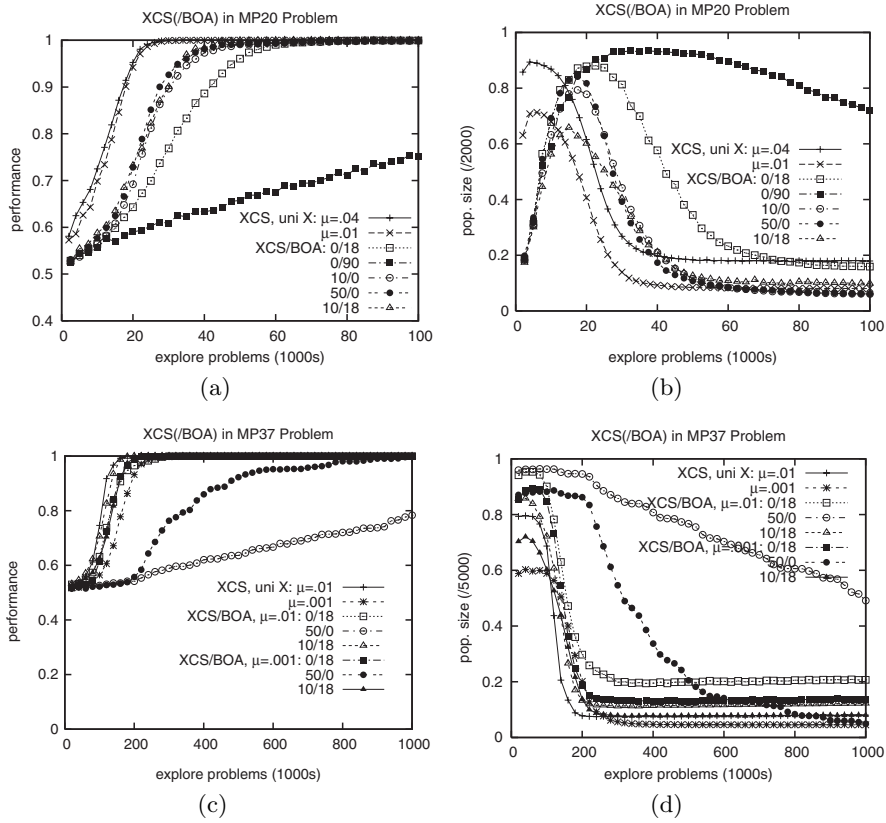 XCS(/BOA) in MP20 Problem
performance
1
0.9
0.8
0.7
0.6
0.5
0.4
XCS, uni X: μ=.04
μ=.01
XCS/BOA: 0/18
0/90
10/0
50/0
10/18
0
20
40
60
80
100
explore problems (1000s)
(a)
XCS(/BOA) in MP20 Problem
pop. size (/2000)
1
0.8
0.6
0.4
0.2
0
XCS, uni X: μ=.04
μ=.01
XCS/BOA: 0/18
0/90
10/0
50/0
10/18
0
20
40
60
80
100
explore problems (1000s)
(b)
XCS(/BOA) in MP37 Problem
performance
1
0.8
0.6
0.4
0.2
0
XCS, uni X: μ=.01
μ=.001
XCS/BOA, μ=.01: 0/18
50/0
10/18
XCS/BOA, μ=.001: 0/18
50/0
10/18
0
200
400
600
800
1000
explore problems (1000s)
(c)
XCS(/BOA) in MP37 Problem
pop. size (/5000)
1
0.8
0.6
0.4
0.2
0
XCS, uni X: μ=.01
μ=.001
XCS/BOA, μ=.01: 0/18
50/0
10/18
XCS/BOA, μ=.001: 0/18
50/0
10/18
0
200
400
600
800
1000
explore problems (1000s)
(d)